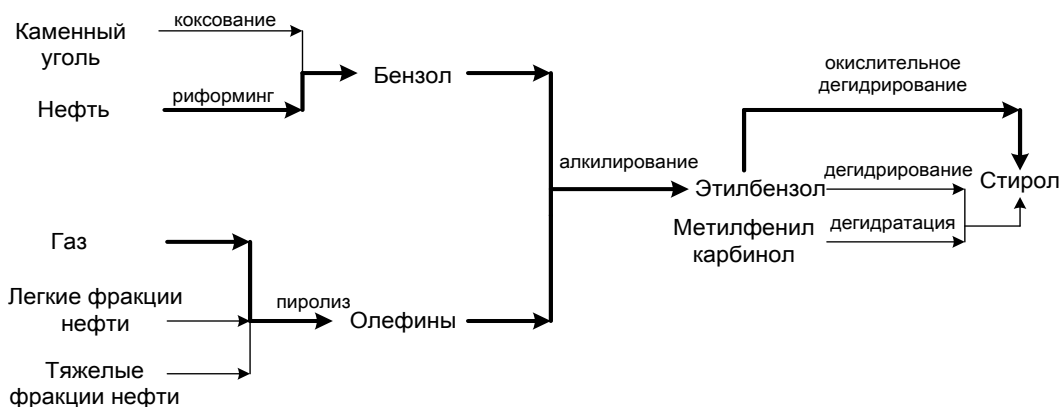 Каменный
уголь
коксование
Нефть
риформинг
Бензол
окислительное
дегидрирование
алкилирование
Этилбензол
дегидрирование
Стирол
Метилфенил
карбинол
дегидратация
Газ
Легкие фракции
нефти
пиролиз
Олефины
Тяжелые
фракции нефти